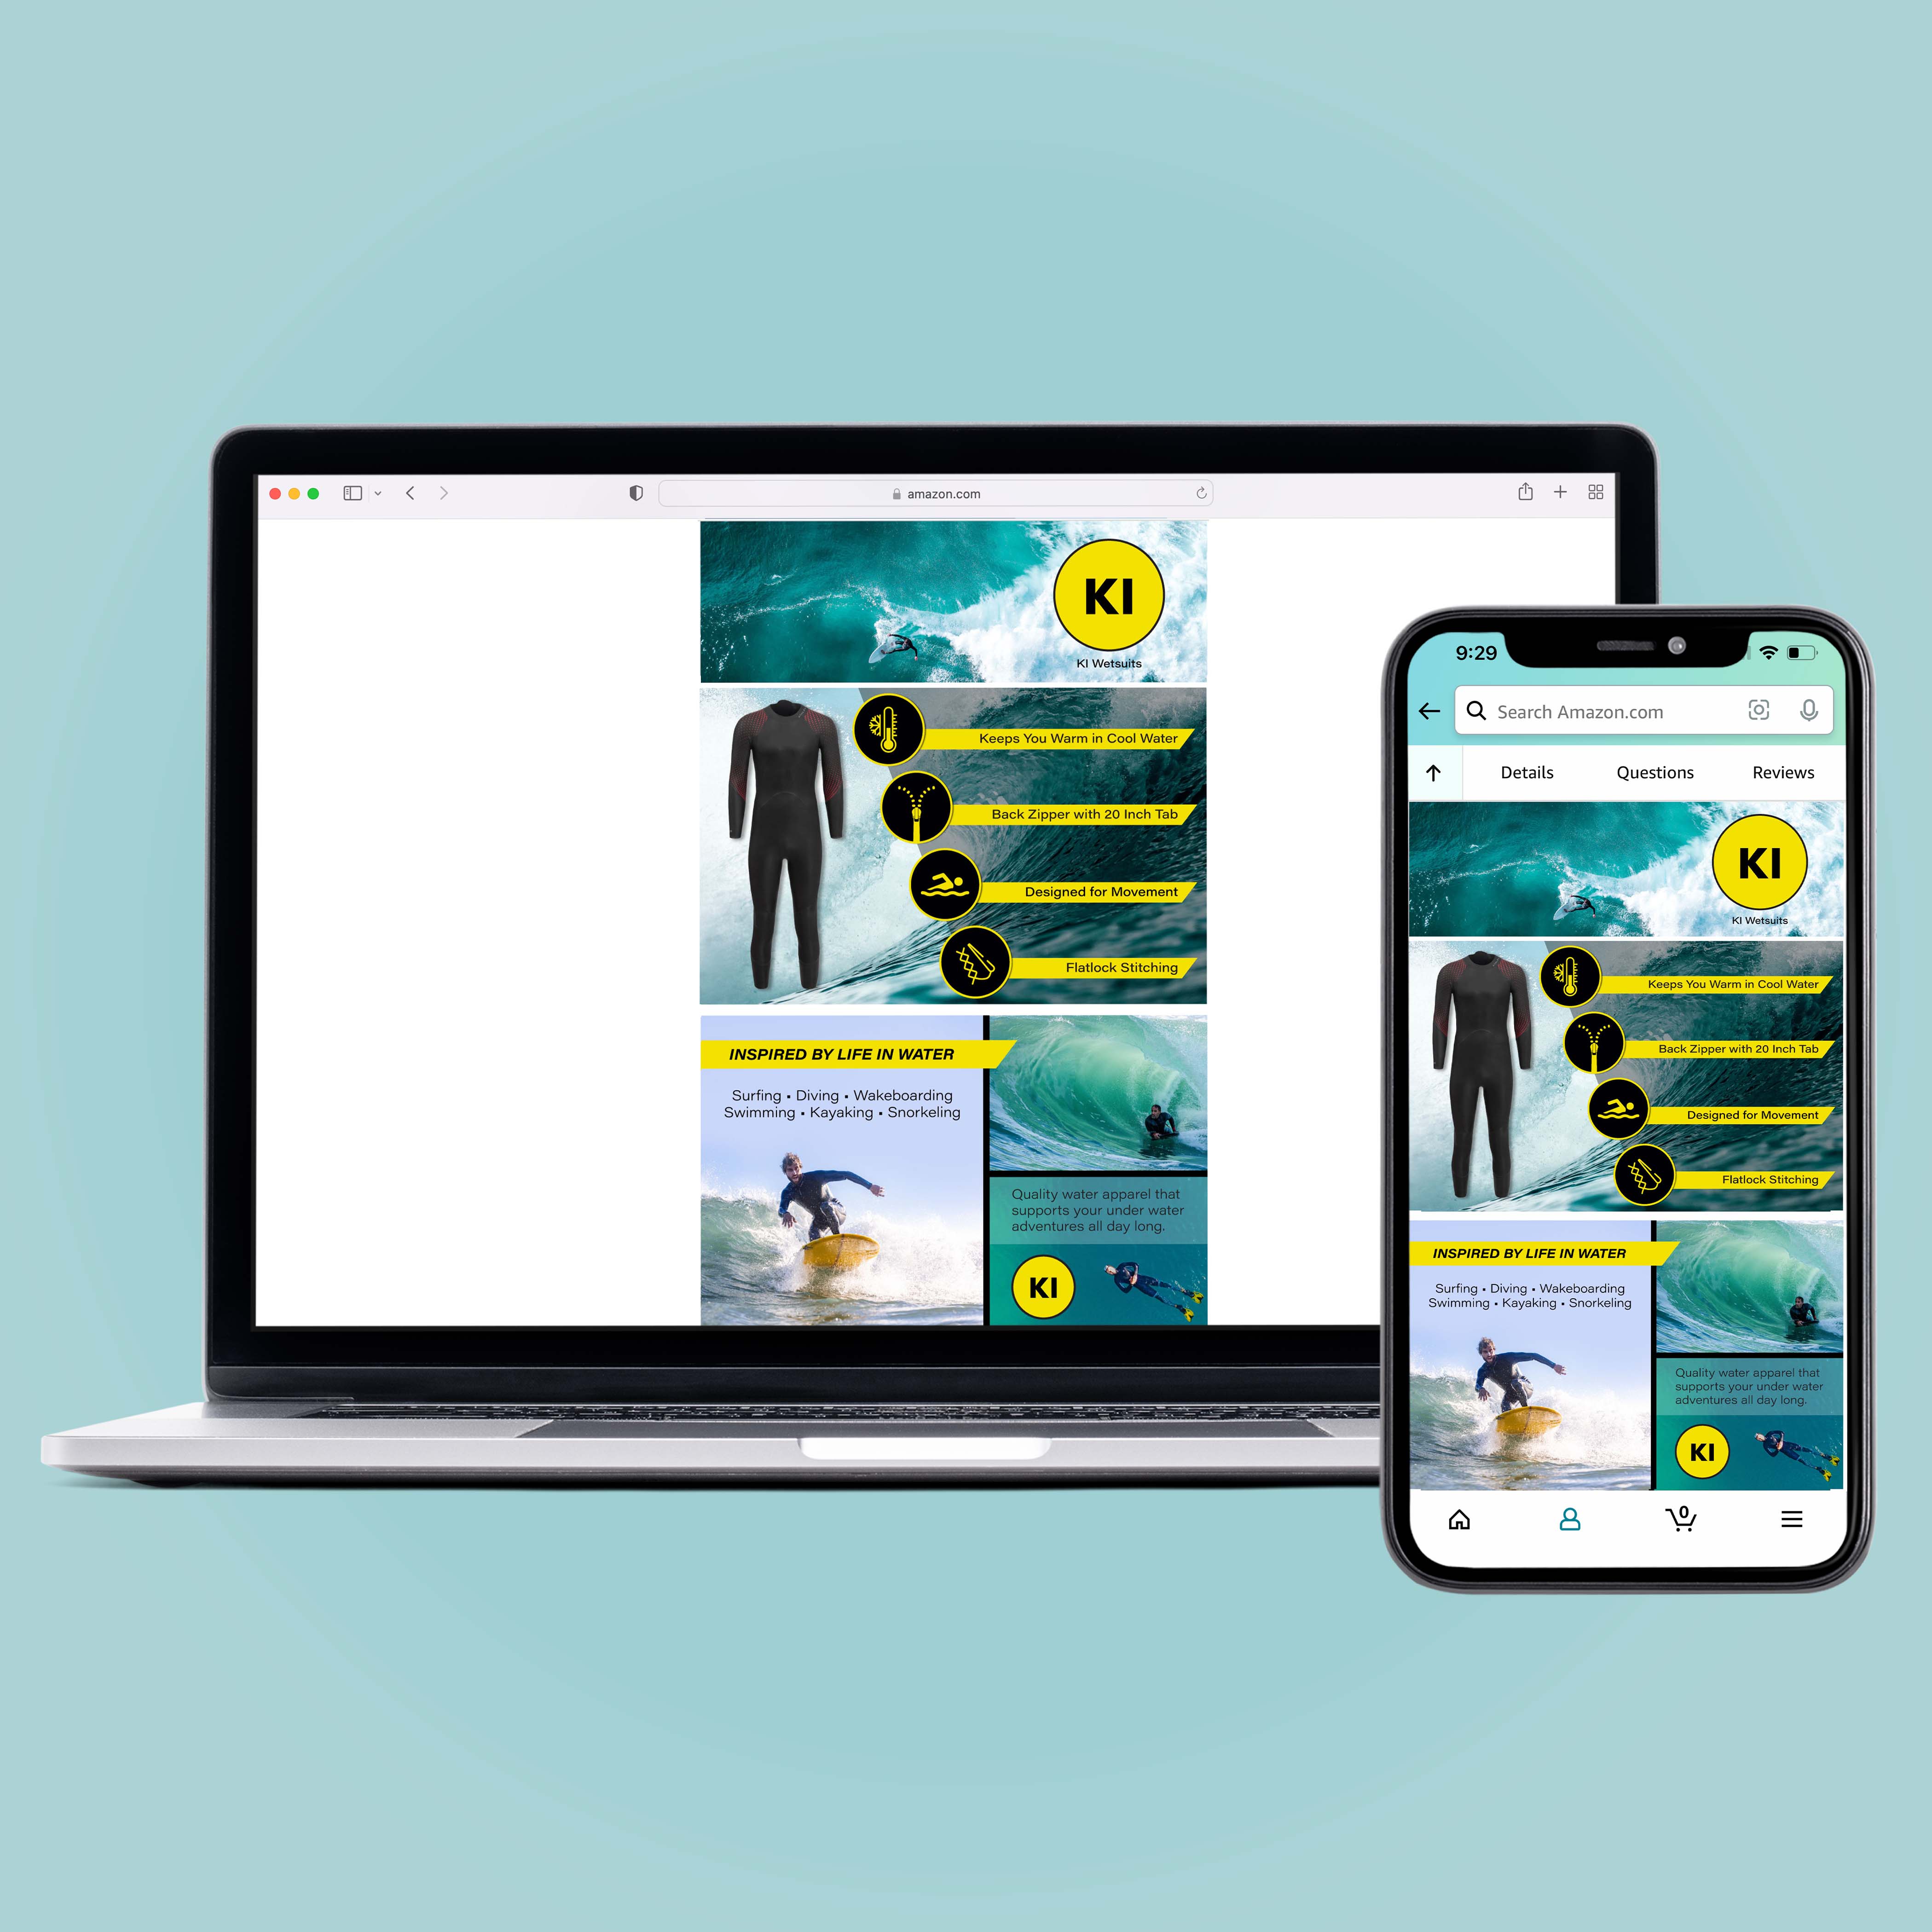 amazon.com
KI
KI Wetsuits
Keeps You Warm in Cool Water
Back Zipper with 20 Inch Tab
Designed for Movement
Flatlock Stitching
INSPIRED BY LIFE IN WATER
Surfing • Diving • Wakeboarding
Swimming • Kayaking • Snorkeling
Quality water apparel that
supports your under water
adventures all day long.
KI
9:29
Search Amazon.com
Details Questions Reviews
KI
KI Wetsuits
Keeps You Warm in Cool Water
Back Zipper with 20 Inch Tab
Designed for Movement
Flatlock Stitching
INSPIRED BY LIFE IN WATER
Surfing • Diving • Wakeboarding
Swimming • Kayaking • Snorkeling
Quality water apparel that
supports your under water
adventures all day long.
KI
0